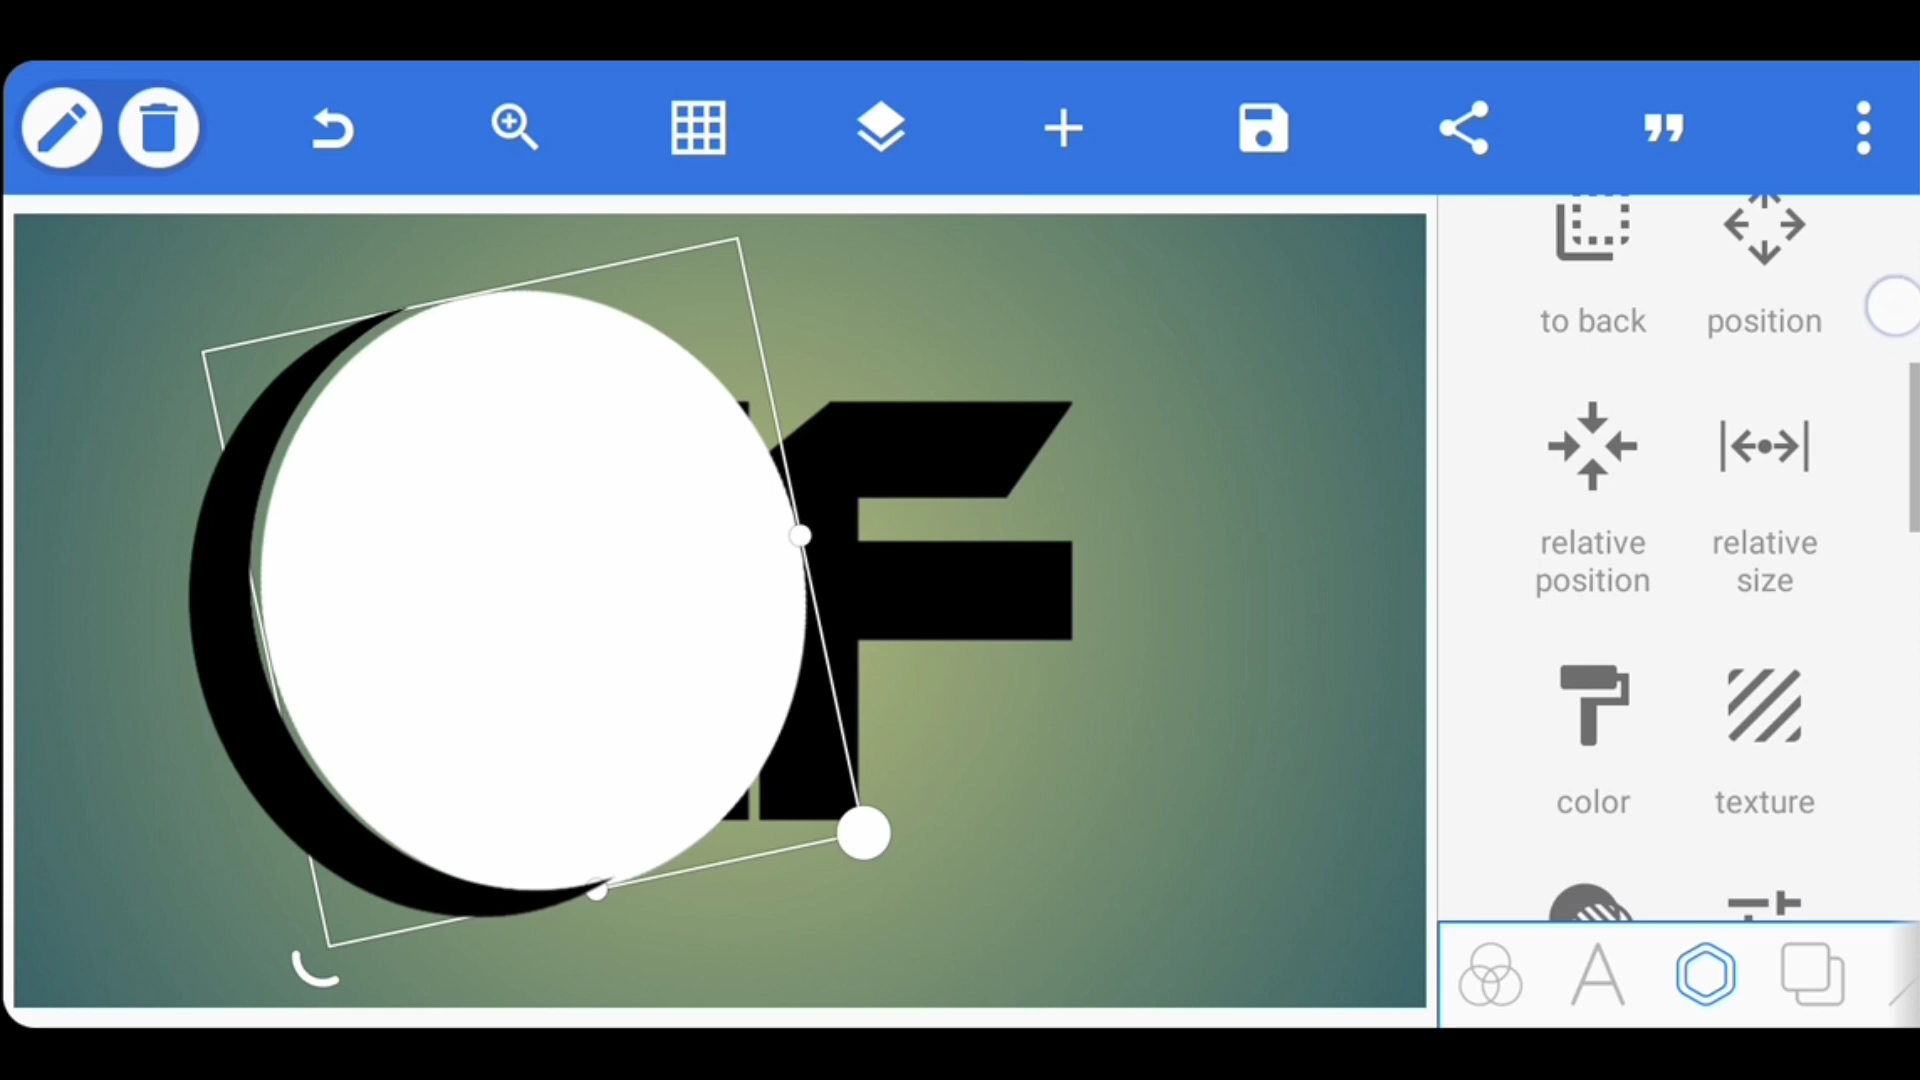 F
to back
position
relative
position
relative
size
color
texture
A